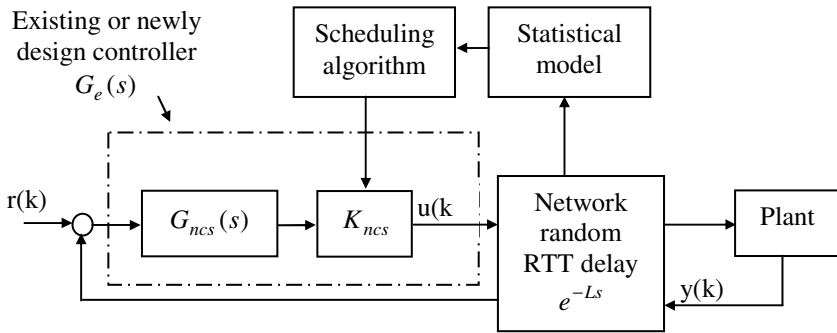 Existing or newly
design controller
G_e(s)
Scheduling
algorithm
Statistical
model
r(k)
G_ncs(s)
K_ncs
u(k
Network
random
RTT delay
e^{-Ls}
Plant
y(k)